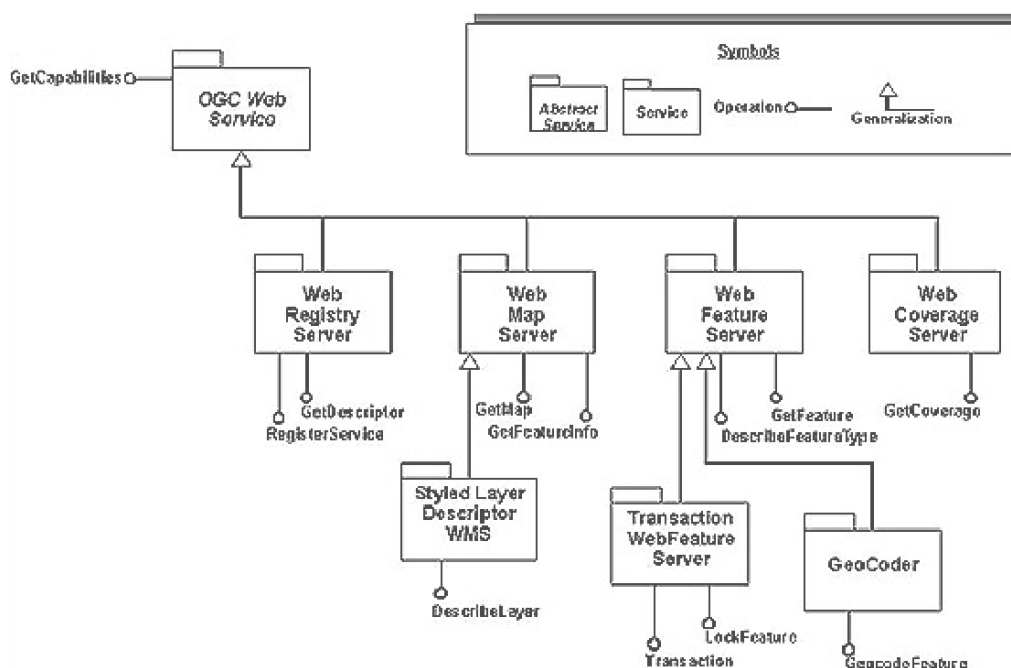 Symbols
GetCapabilities
OGC Web
Service
Abstract
Service
Service
Operation
Generalization
Web
Registry
Server
Web
Map
Server
Web
Feature
Server
Web
Coverage
Server
GetDescriptor
RegisterService
GetMap
GetFeatureInfo
GetFeature
DescribeFeatureType
GetCoverage
Styled Layer
Descriptor
WMS
Transaction
WebFeature
Server
GeoCoder
DescribeLayer
LockFeature
Transaction
GeocodeFeature